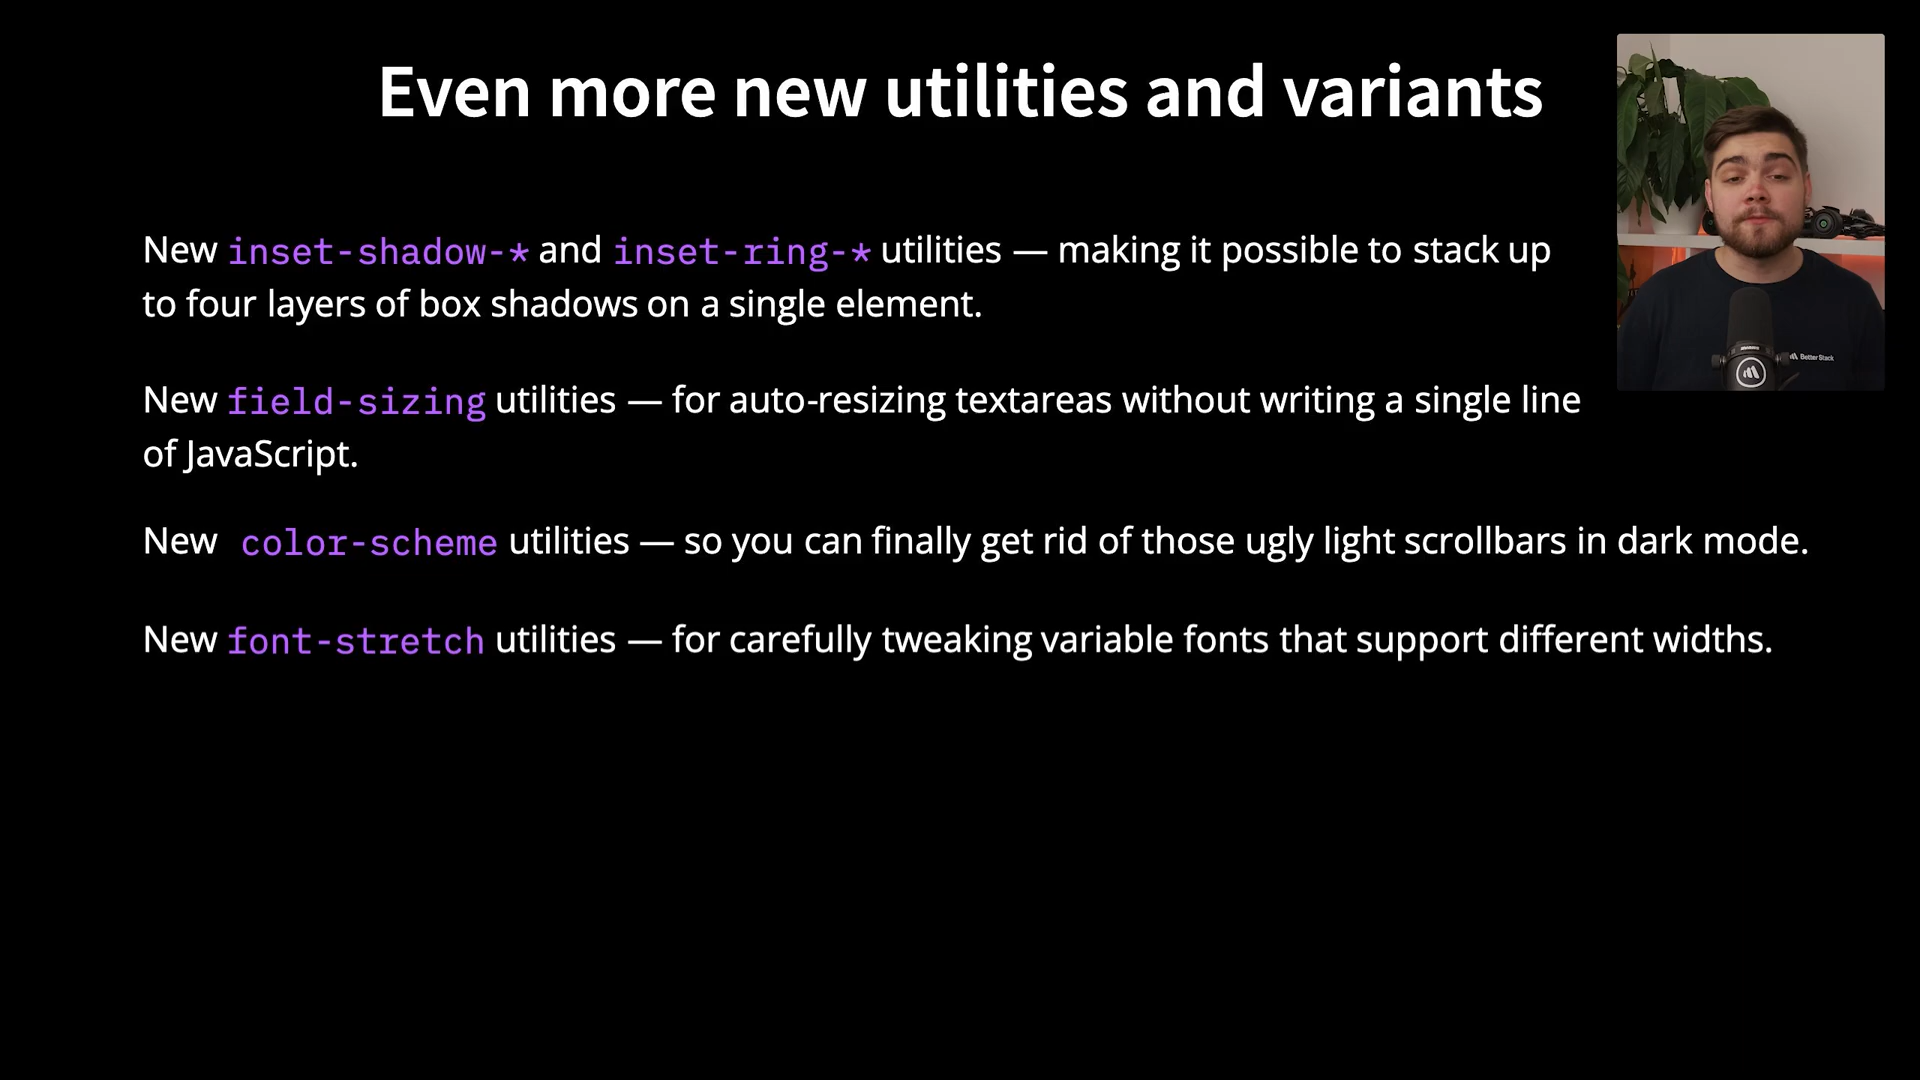 Even more new utilities and variants
New inset-shadow-* and inset-ring-* utilities — making it possible to stack up
to four layers of box shadows on a single element.
New field-sizing utilities — for auto-resizing textareas without writing a single line
of JavaScript.
New color-scheme utilities — so you can finally get rid of those ugly light scrollbars in dark mode.
New font-stretch utilities — for carefully tweaking variable fonts that support different widths.
Better Stack